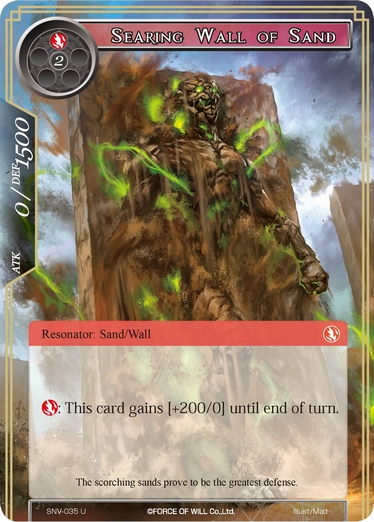 Searing Wall of Sand
2
ATK 0 / DEF 1500
Resonator: Sand/Wall
: This card gains [+200/0] until end of turn.
The scorching sands prove to be the greatest defense.
SNV-035 U ©FORCE OF WILL Co.,Ltd. Illust/Mad